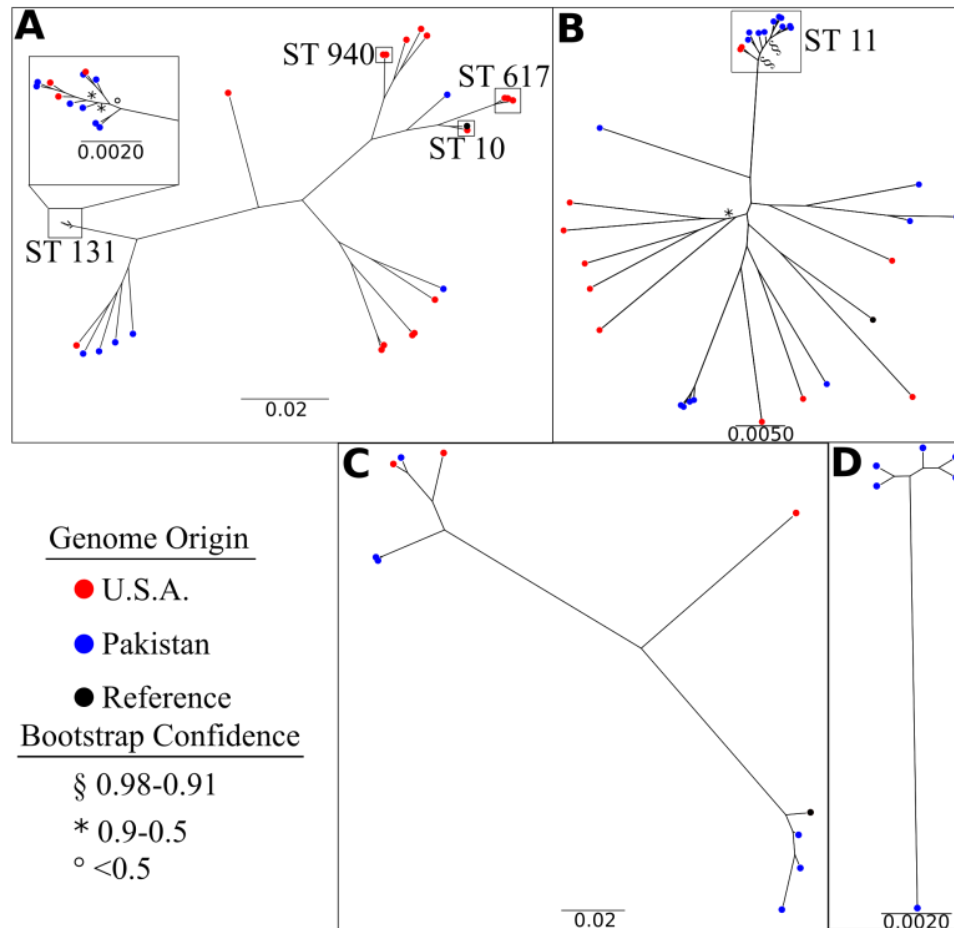 A
ST 940
ST 617
ST 10
*
°
*
0.0020
ST 131
0.02
B
ST 11
§
§
*
0.0050
Genome Origin
U.S.A.
Pakistan
Reference
Bootstrap Confidence
§ 0.98-0.91
* 0.9-0.5
° <0.5
C
0.02
D
0.0020